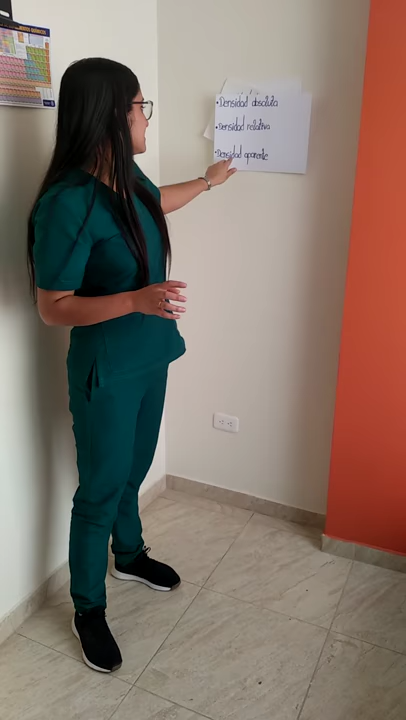 • Densidad absoluta
• Densidad relativa
• Densidad aparente